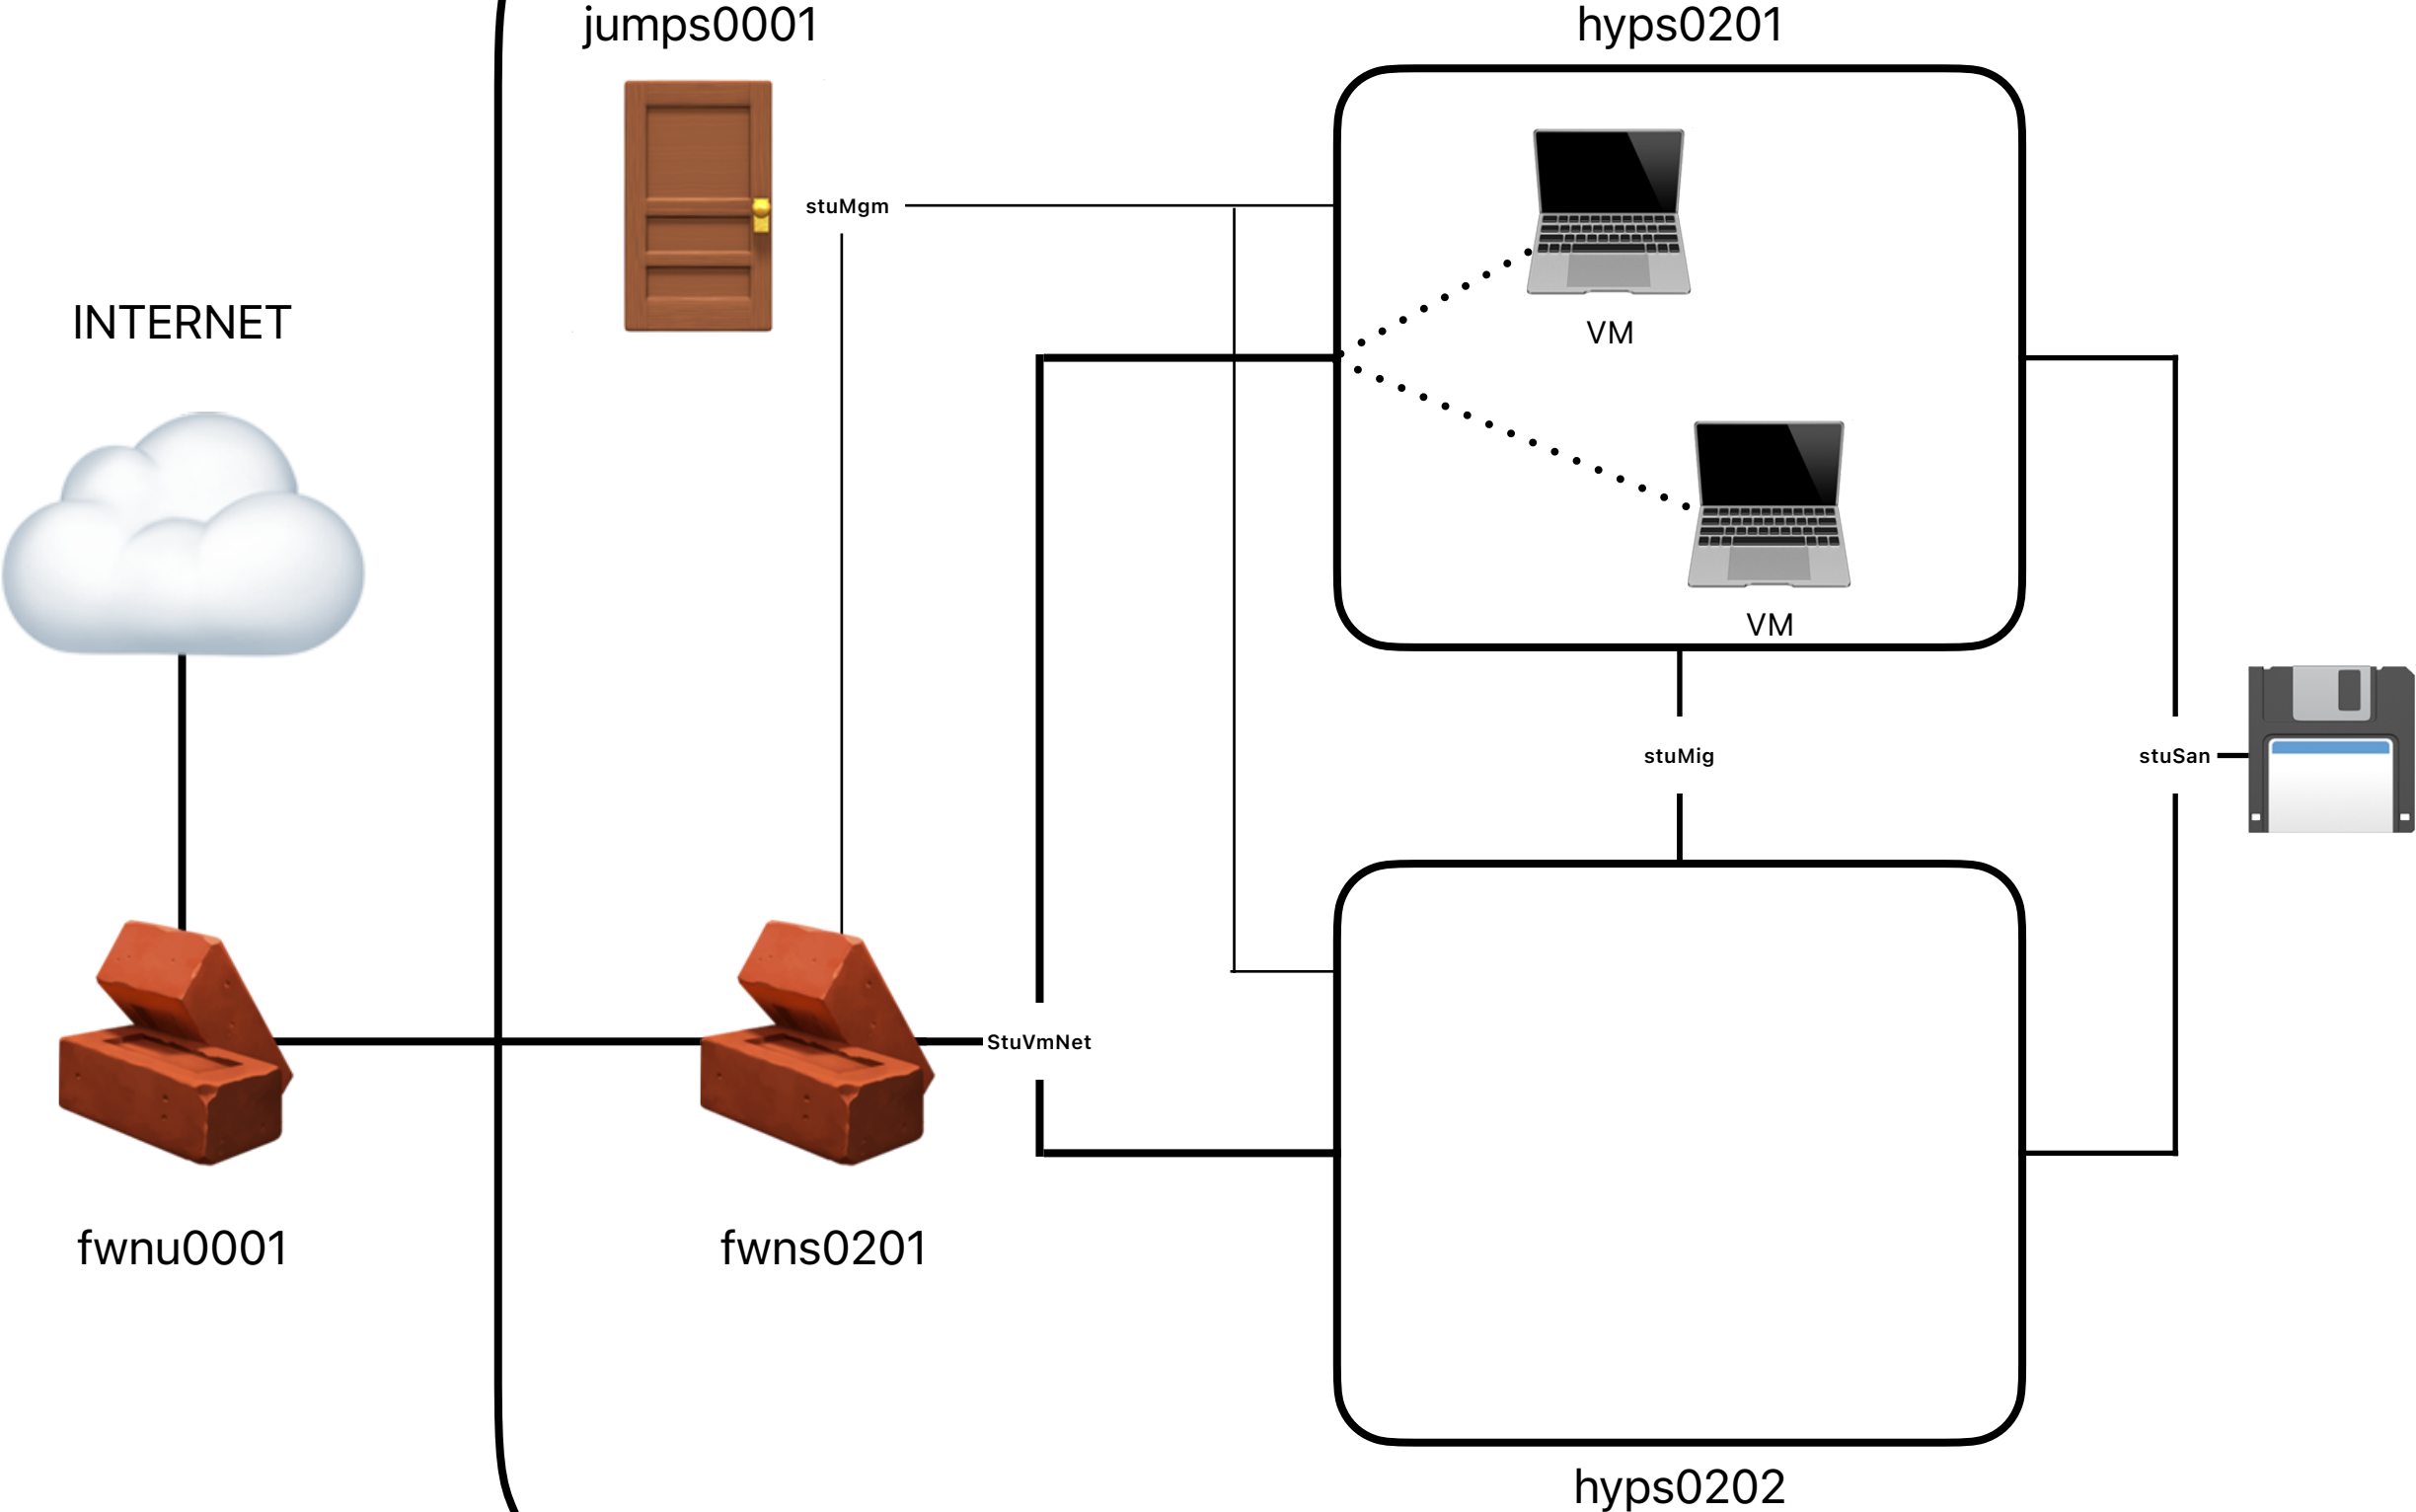 jumps0001
hyps0201
stuMgm
INTERNET
VM
VM
stuMig
stuSan
StuVmNet
fwnu0001
fwns0201
hyps0202